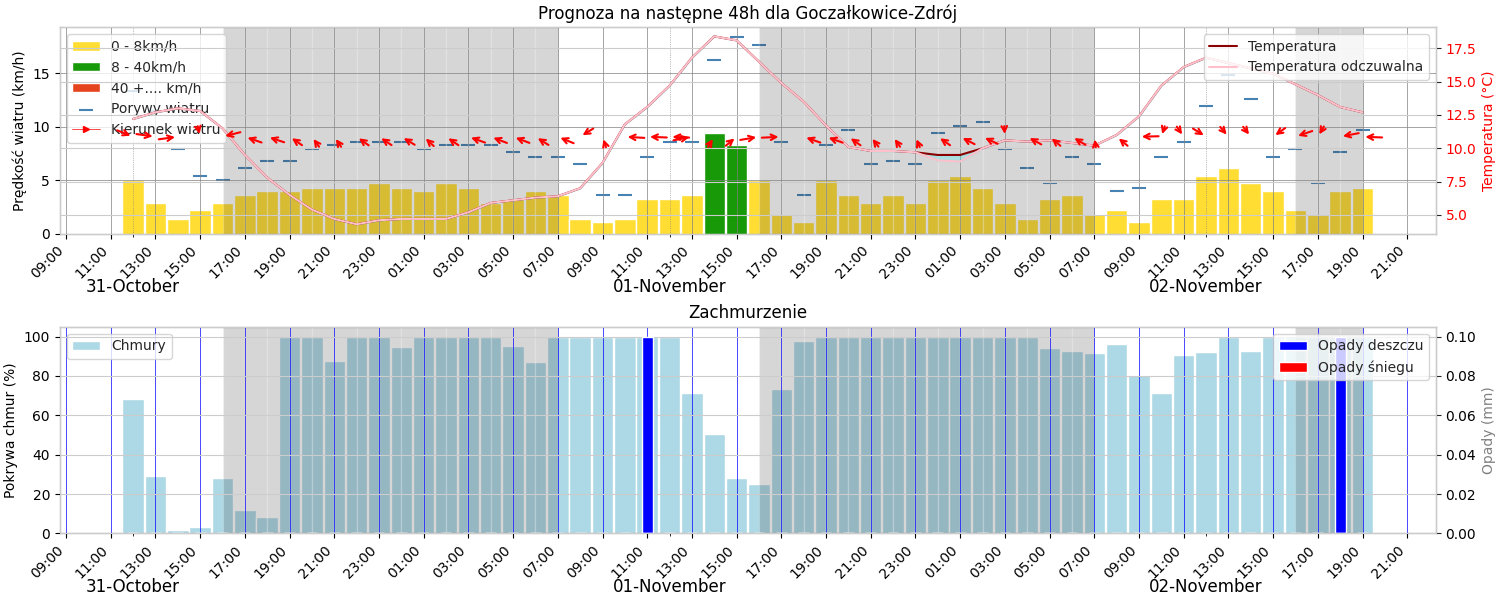 Prognoza na następne 48h dla Goczałkowice-Zdrój
Prędkość wiatru (km/h)
15
10
5
0
0 - 8km/h
8 - 40km/h
40 +.... km/h
Porywy wiatru
Kierunek wiatru
Temperatura
Temperatura odczuwalna
17.5
15.0
12.5
10.0
7.5
5.0
Temperatura (°C)
09:00 11:00 13:00 15:00 17:00 19:00 21:00 23:00 01:00 03:00 05:00 07:00 09:00 11:00 13:00 15:00 17:00 19:00 21:00 23:00 01:00 03:00 05:00 07:00 09:00 11:00 13:00 15:00 17:00 19:00 21:00
31-October 01-November 02-November
Zachmurzenie
Pokrywa chmur (%)
100
80
60
40
20
0
Chmury
Opady deszczu
Opady śniegu
0.10
0.08
0.06
0.04
0.02
0.00
Opady (mm)
09:00 11:00 13:00 15:00 17:00 19:00 21:00 23:00 01:00 03:00 05:00 07:00 09:00 11:00 13:00 15:00 17:00 19:00 21:00 23:00 01:00 03:00 05:00 07:00 09:00 11:00 13:00 15:00 17:00 19:00 21:00
31-October 01-November 02-November